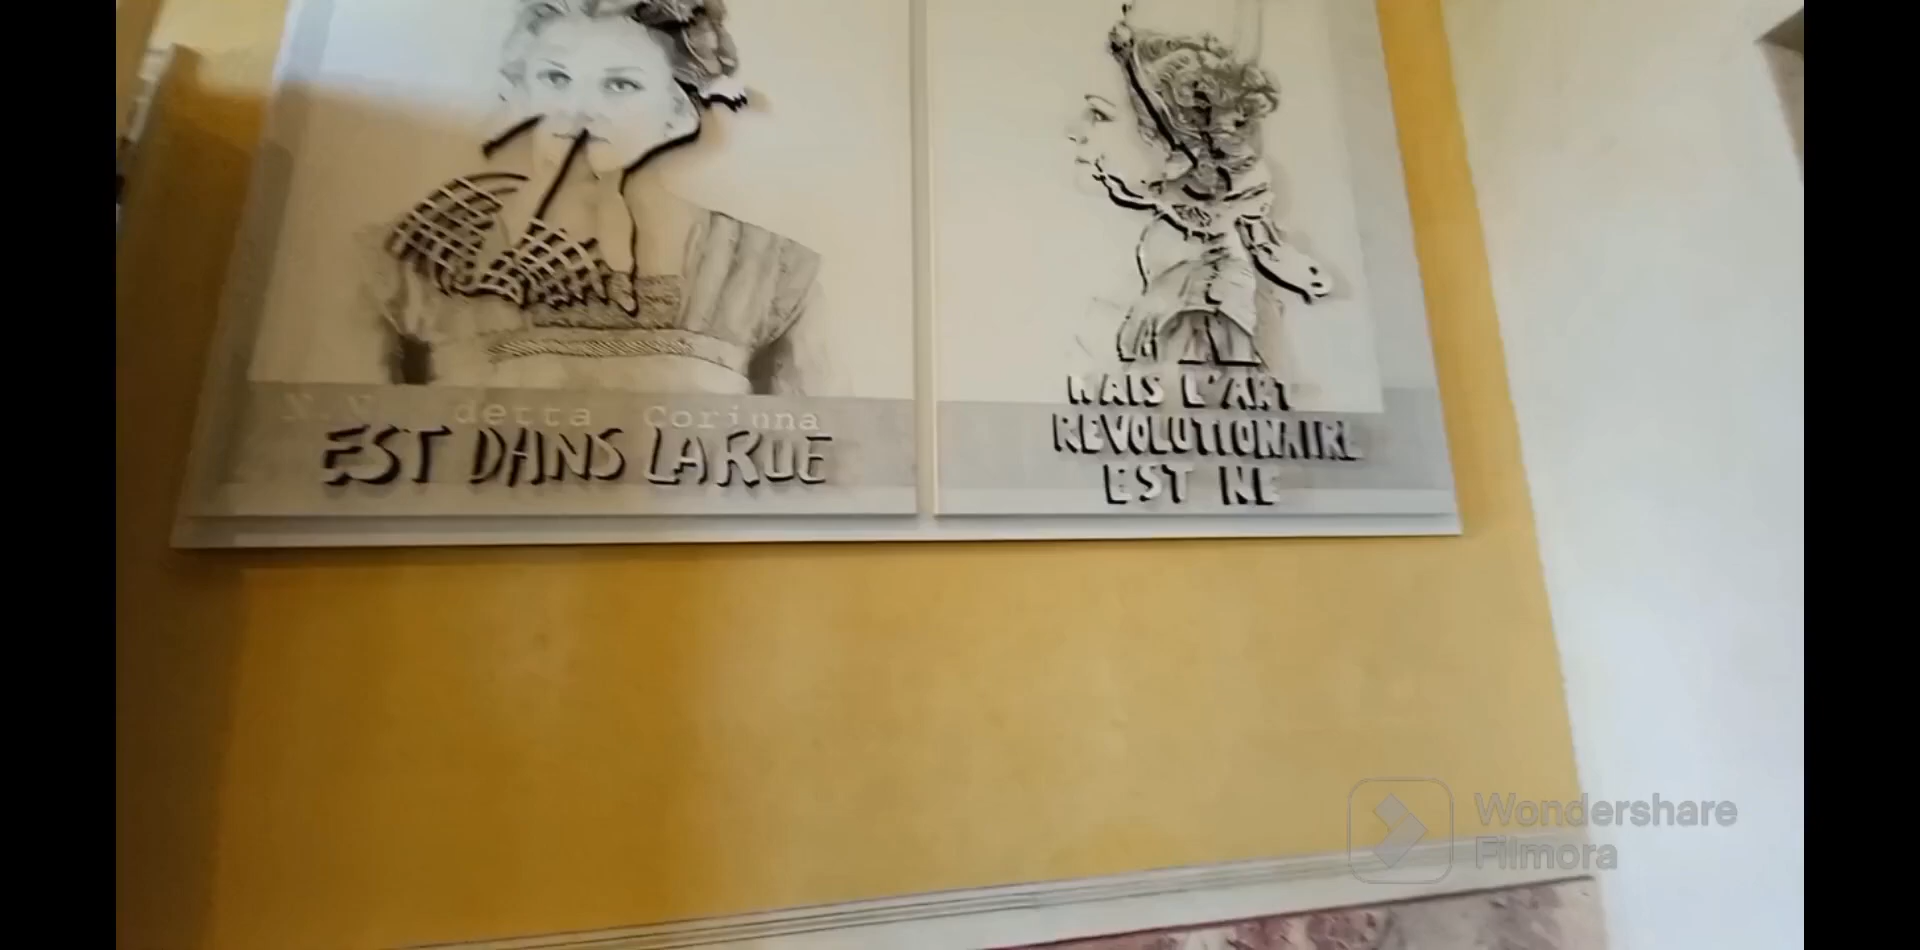 detta Corinna
EST DANS LA RUE
MAIS L'ART
REVOLUTIONAIRE
EST NE
Wondershare
Filmora